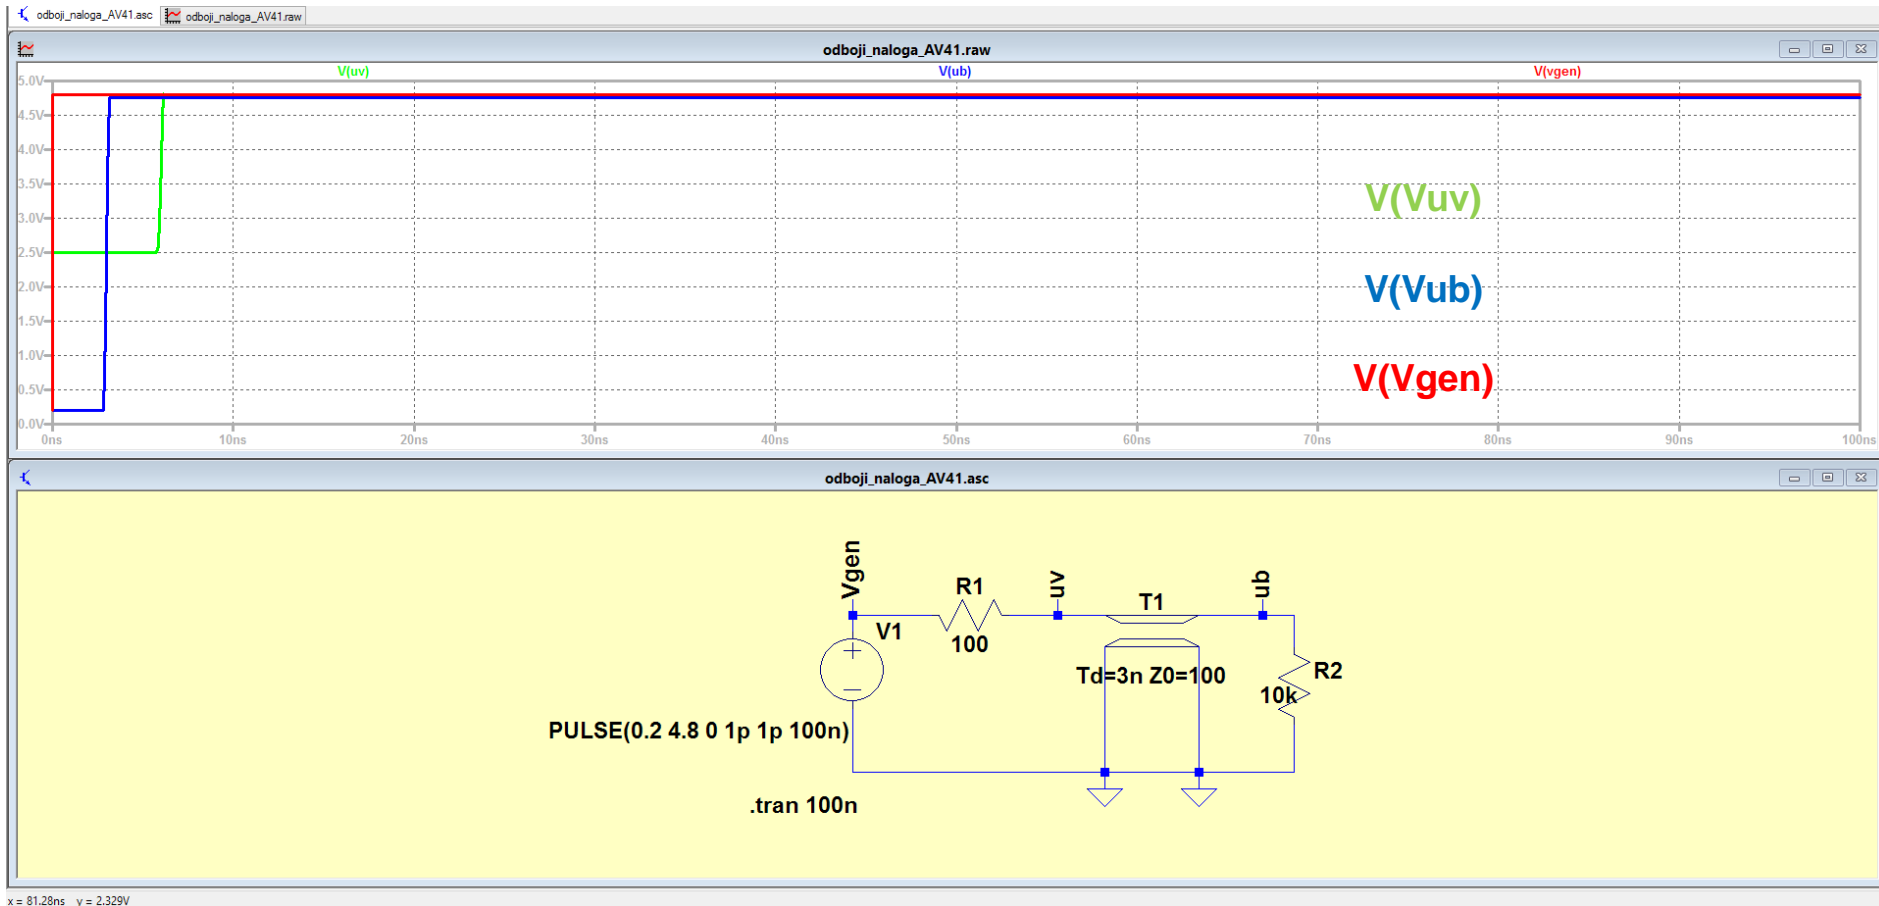 odboji_naloga_AV41.asc odboji_naloga_AV41.raw
odboji_naloga_AV41.raw
V(uv) V(ub) V(vgen)
5.0V
4.5V
4.0V
3.5V
3.0V
2.5V
2.0V
1.5V
1.0V
0.5V
0.0V
V(Vuv)
V(Vub)
V(Vgen)
0ns 10ns 20ns 30ns 40ns 50ns 60ns 70ns 80ns 90ns 100ns
odboji_naloga_AV41.asc
Vgen
R1
uv
T1
ub
V1
100
Td=3n Z0=100
R2
10k
PULSE(0.2 4.8 0 1p 1p 100n)
.tran 100n
x = 81.28ns y = 2.329V